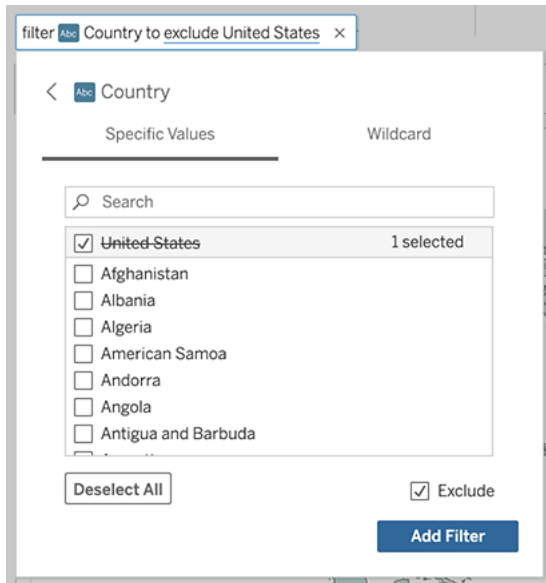 filter Abc Country to exclude United States ×
Abc Country
Specific Values Wildcard
Search
United States 1 selected
Afghanistan
Albania
Algeria
American Samoa
Andorra
Angola
Antigua and Barbuda
Deselect All Exclude
Add Filter